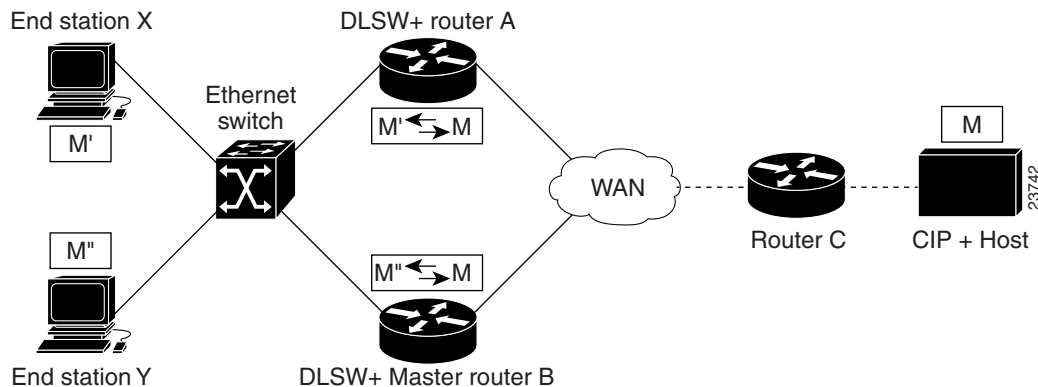 End station X
M'
Ethernet
switch
DLSW+ router A
M' M
WAN
Router C
M
CIP + Host
23742
M"
End station Y
M" M
DLSW+ Master router B